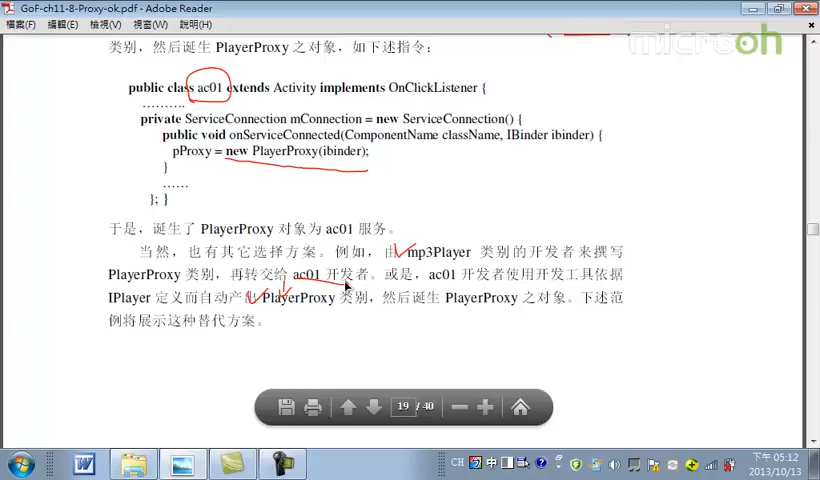 GoF-ch11-8-Proxy-ok.pdf - Adobe Reader
檔案(F) 編輯(E) 檢視(V) 視窗(W) 說明(H)
microoh
类别，然后诞生 PlayerProxy 之对象，如下述指令：
public class ac01 extends Activity implements OnClickListener {
……….
private ServiceConnection mConnection = new ServiceConnection() {
public void onServiceConnected(ComponentName className, IBinder ibinder) {
pProxy = new PlayerProxy(ibinder);
}
……
}; }
于是，诞生了 PlayerProxy 对象为 ac01 服务。
当然，也有其它选择方案。例如，由 mp3Player 类别的开发者来撰写
PlayerProxy 类别，再转交给 ac01 开发者。或是，ac01 开发者使用开发工具依据
IPlayer 定义而自动产出 PlayerProxy 类别，然后诞生 PlayerProxy 之对象。下述范
例将展示这种替代方案。
19 / 40
CH 中
下午 05:12
2013/10/13